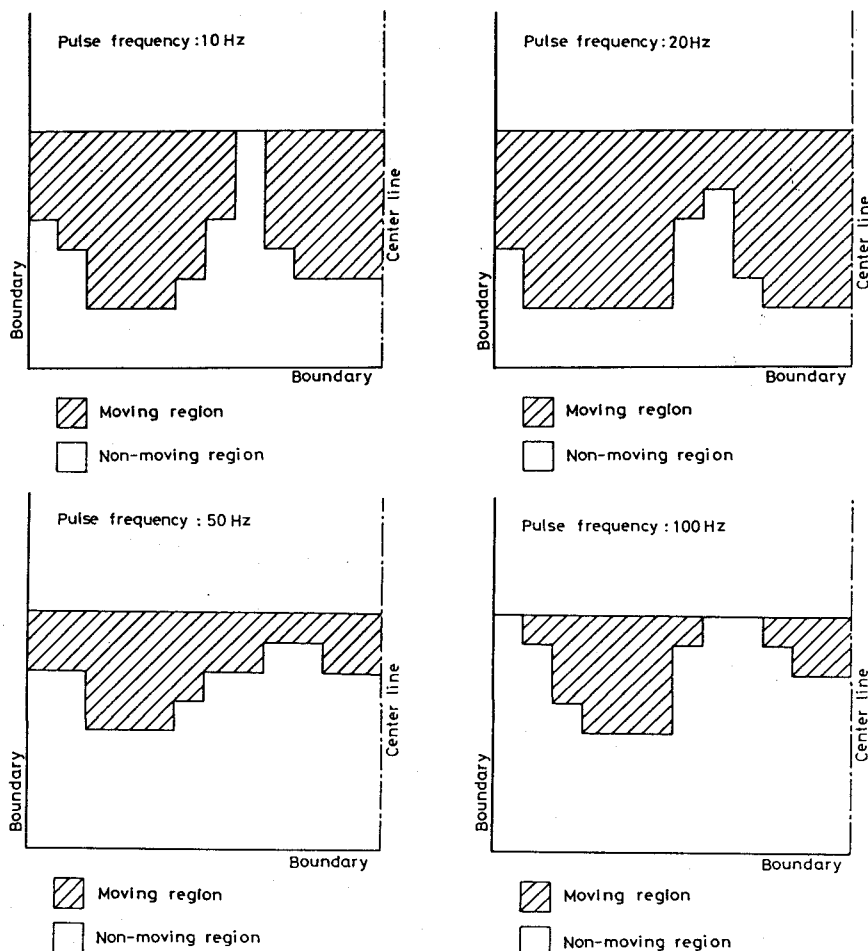 Pulse frequency :10 Hz
Center line
Boundary
Boundary
Moving region
Non-moving region
Pulse frequency :20Hz
Center line
Boundary
Boundary
Moving region
Non-moving region
Pulse frequency : 50 Hz
Center line
Boundary
Boundary
Moving region
Non-moving region
Pulse frequency :100Hz
Center line
Boundary
Boundary
Moving region
Non-moving region